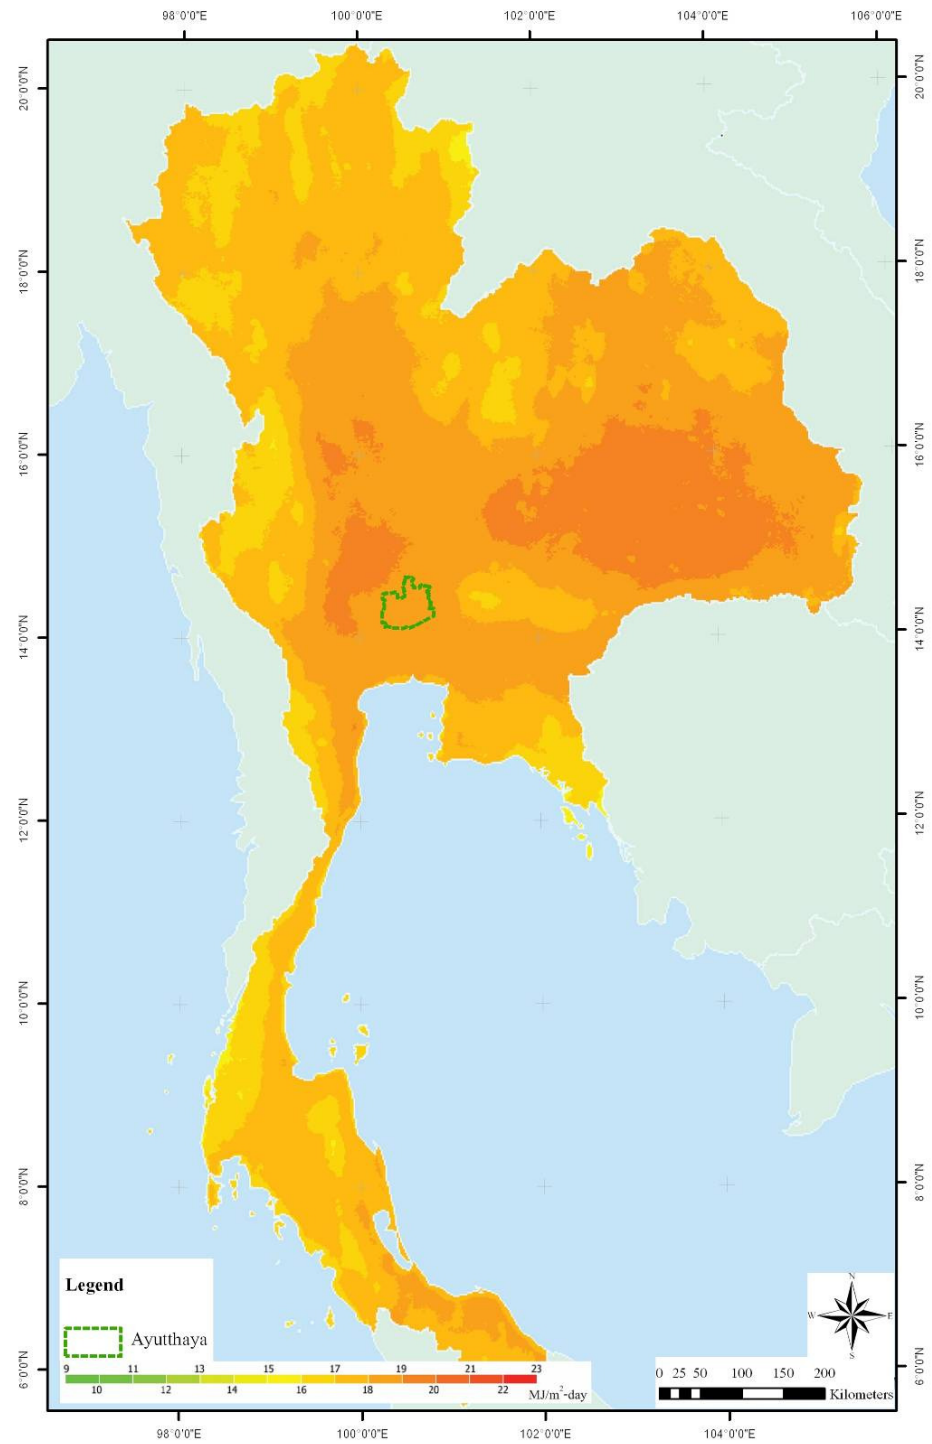 98°0'0"E 100°0'0"E 102°0'0"E 104°0'0"E 106°0'0"E
20°0'0"N 20°0'0"N
18°0'0"N 18°0'0"N
16°0'0"N 16°0'0"N
14°0'0"N 14°0'0"N
12°0'0"N 12°0'0"N
10°0'0"N 10°0'0"N
8°0'0"N 8°0'0"N
6°0'0"N 6°0'0"N
Legend
Ayutthaya
9 11 13 15 17 19 21 23
10 12 14 16 18 20 22 MJ/m²-day
N
W E
S
0 25 50 100 150 200
Kilometers
98°0'0"E 100°0'0"E 102°0'0"E 104°0'0"E